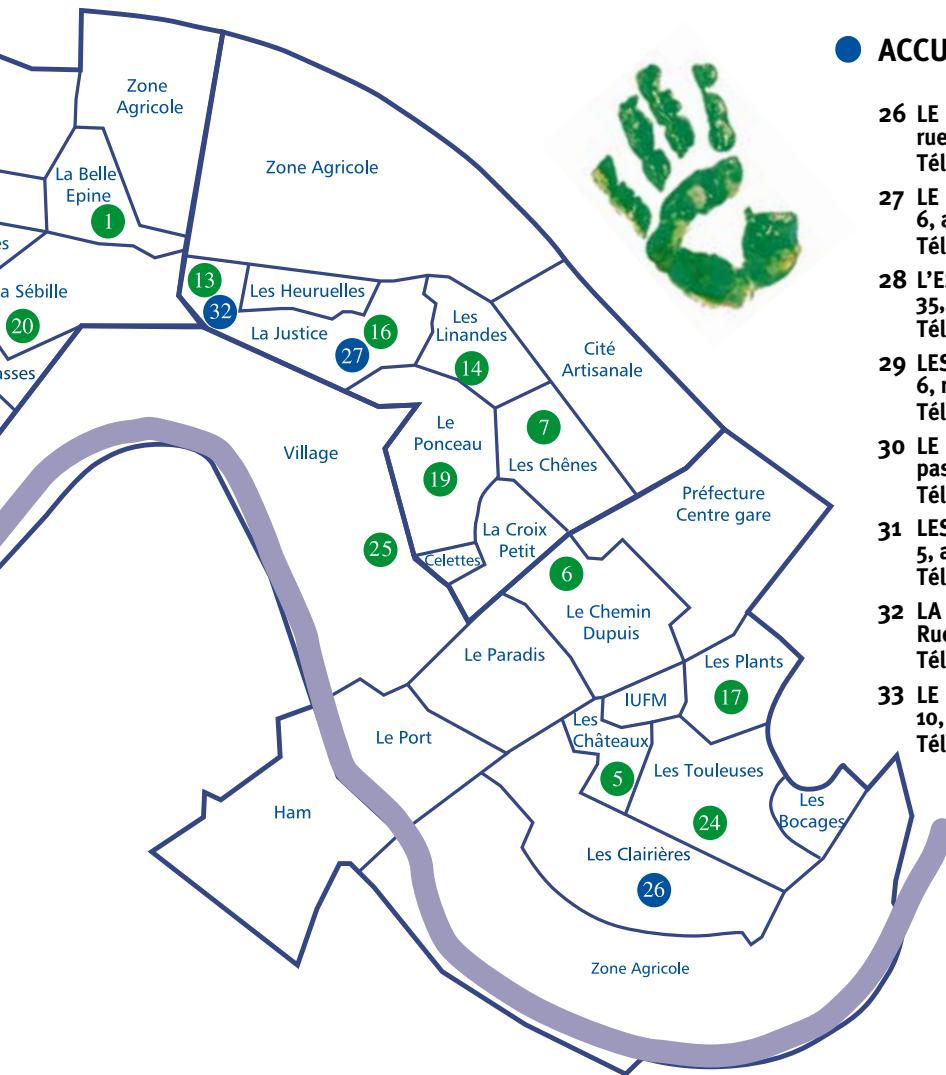 Zone
Agricole
La Belle
Epine
1
Zone Agricole
es
a Sébille
20
asses
13
32
Les Heuruelles
La Justice
16
27
Les
Linandes
14
Cité
Artisanale
7
Les Chênes
Le
Ponceau
19
Village
25
La Croix
Petit
Celettes
Préfecture
Centre gare
6
Le Chemin
Dupuis
Le Paradis
Les Plants
17
IUFM
Les
Châteaux
5
Le Port
Les Touleuses
24
Les
Bocages
Ham
Les Clairières
26
Zone Agricole
ACCU
26 LE
rue
Tél
27 LE
6, a
Tél
28 L'ES
35,
Tél
29 LES
6, r
Tél
30 LE
pas
Tél
31 LES
5, a
Tél
32 LA
Rue
Tél
33 LE
10,
Tél